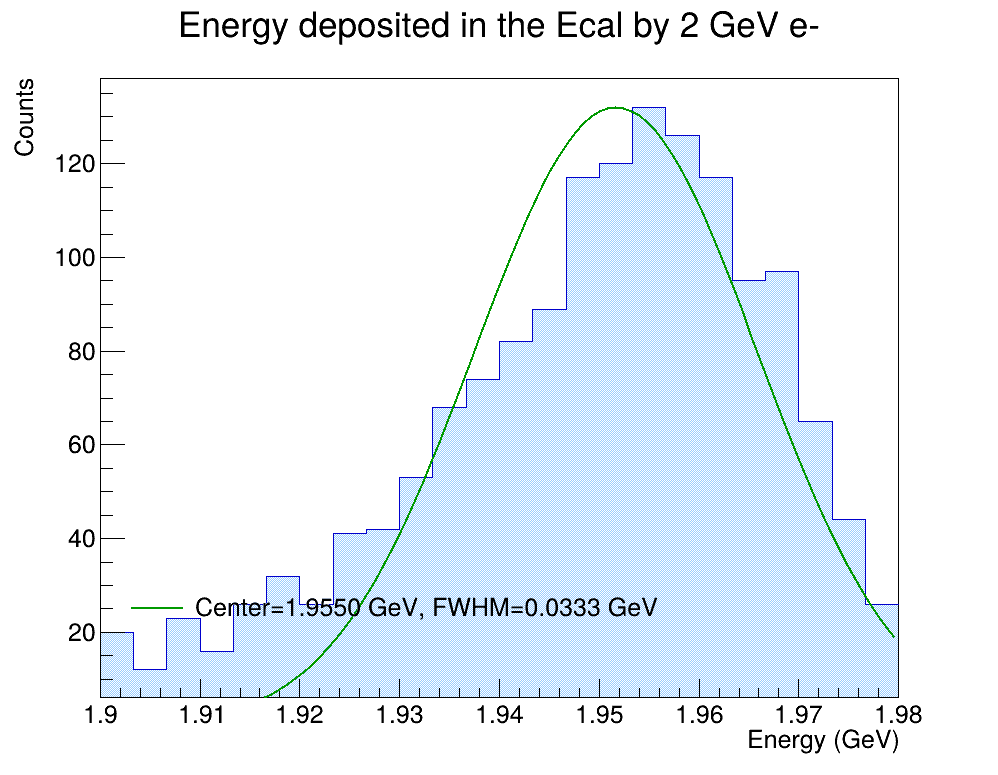 Energy deposited in the Ecal by 2 GeV e-
Counts
120
100
80
60
40
20
Center=1.9550 GeV, FWHM=0.0333 GeV
1.9 1.91 1.92 1.93 1.94 1.95 1.96 1.97 1.98
Energy (GeV)